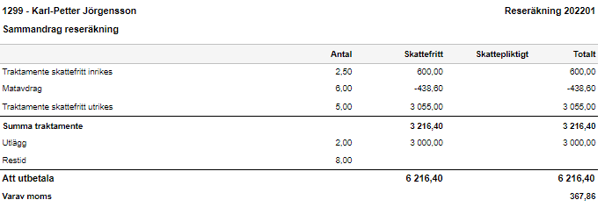 1299 - Karl-Petter Jörgensson Reseräkning 202201
Sammandrag reseräkning
Antal Skattefritt Skattepliktigt Totalt
Traktamente skattefritt inrikes 2,50 600,00 600,00
Matavdrag 6,00 -438,60 -438,60
Traktamente skattefritt utrikes 5,00 3 055,00 3 055,00
Summa traktamente 3 216,40 3 216,40
Utlägg 2,00 3 000,00 3 000,00
Restid 8,00
Att utbetala 6 216,40 6 216,40
Varav moms 367,86